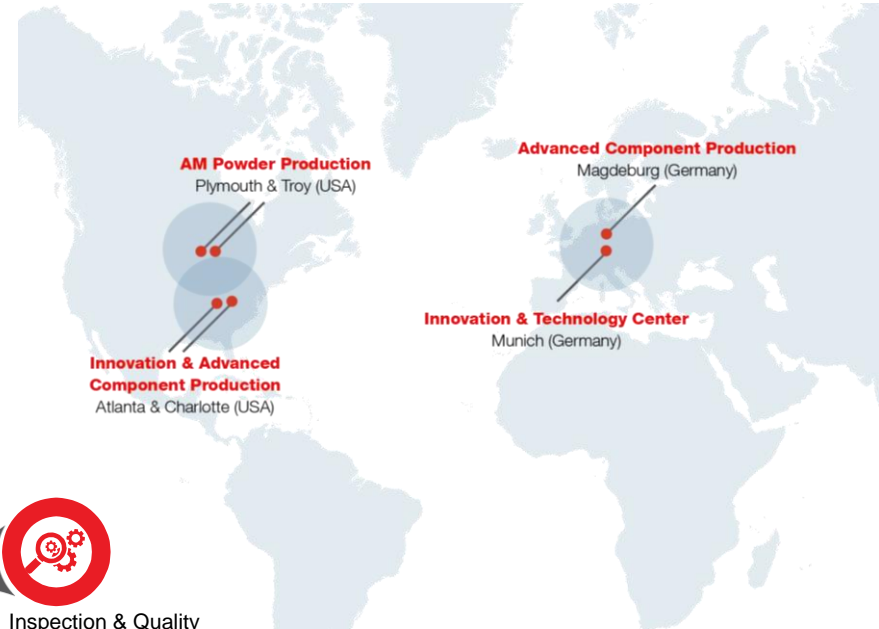 AM Powder Production
Plymouth & Troy (USA)
Advanced Component Production
Magdeburg (Germany)
Innovation & Technology Center
Munich (Germany)
Innovation & Advanced
Component Production
Atlanta & Charlotte (USA)
Inspection & Quality